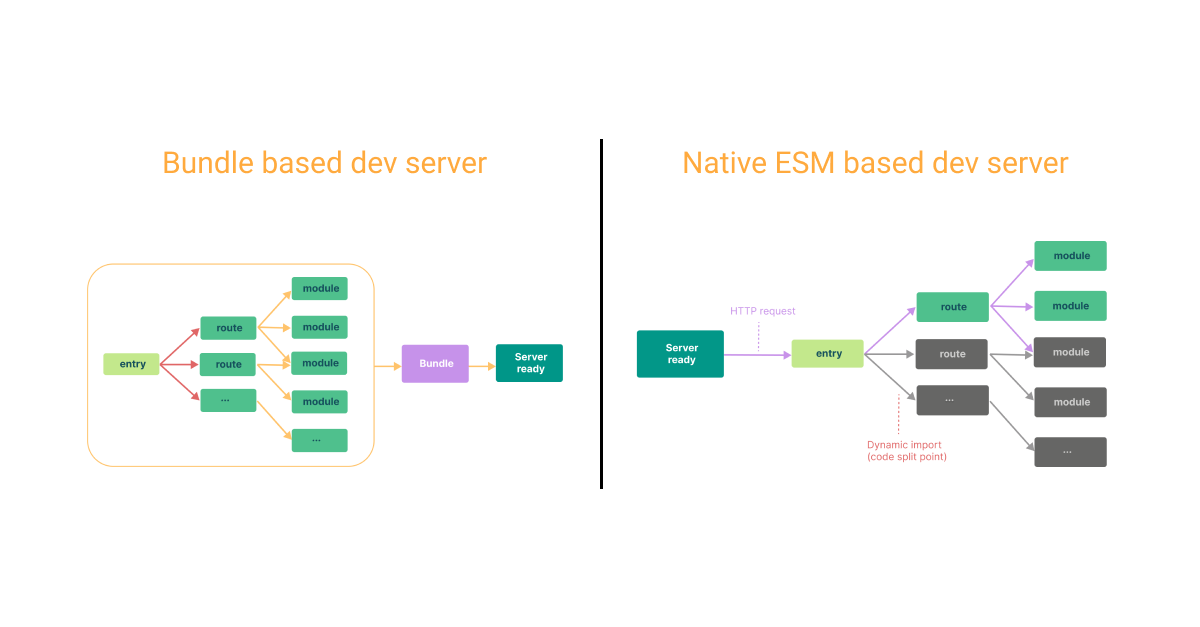 Bundle based dev server
module
route
module
entry
route
module
...
module
...
Bundle
Server
ready
Native ESM based dev server
module
HTTP request
route
module
Server
ready
entry
route
module
...
module
Dynamic import
(code split point)
...